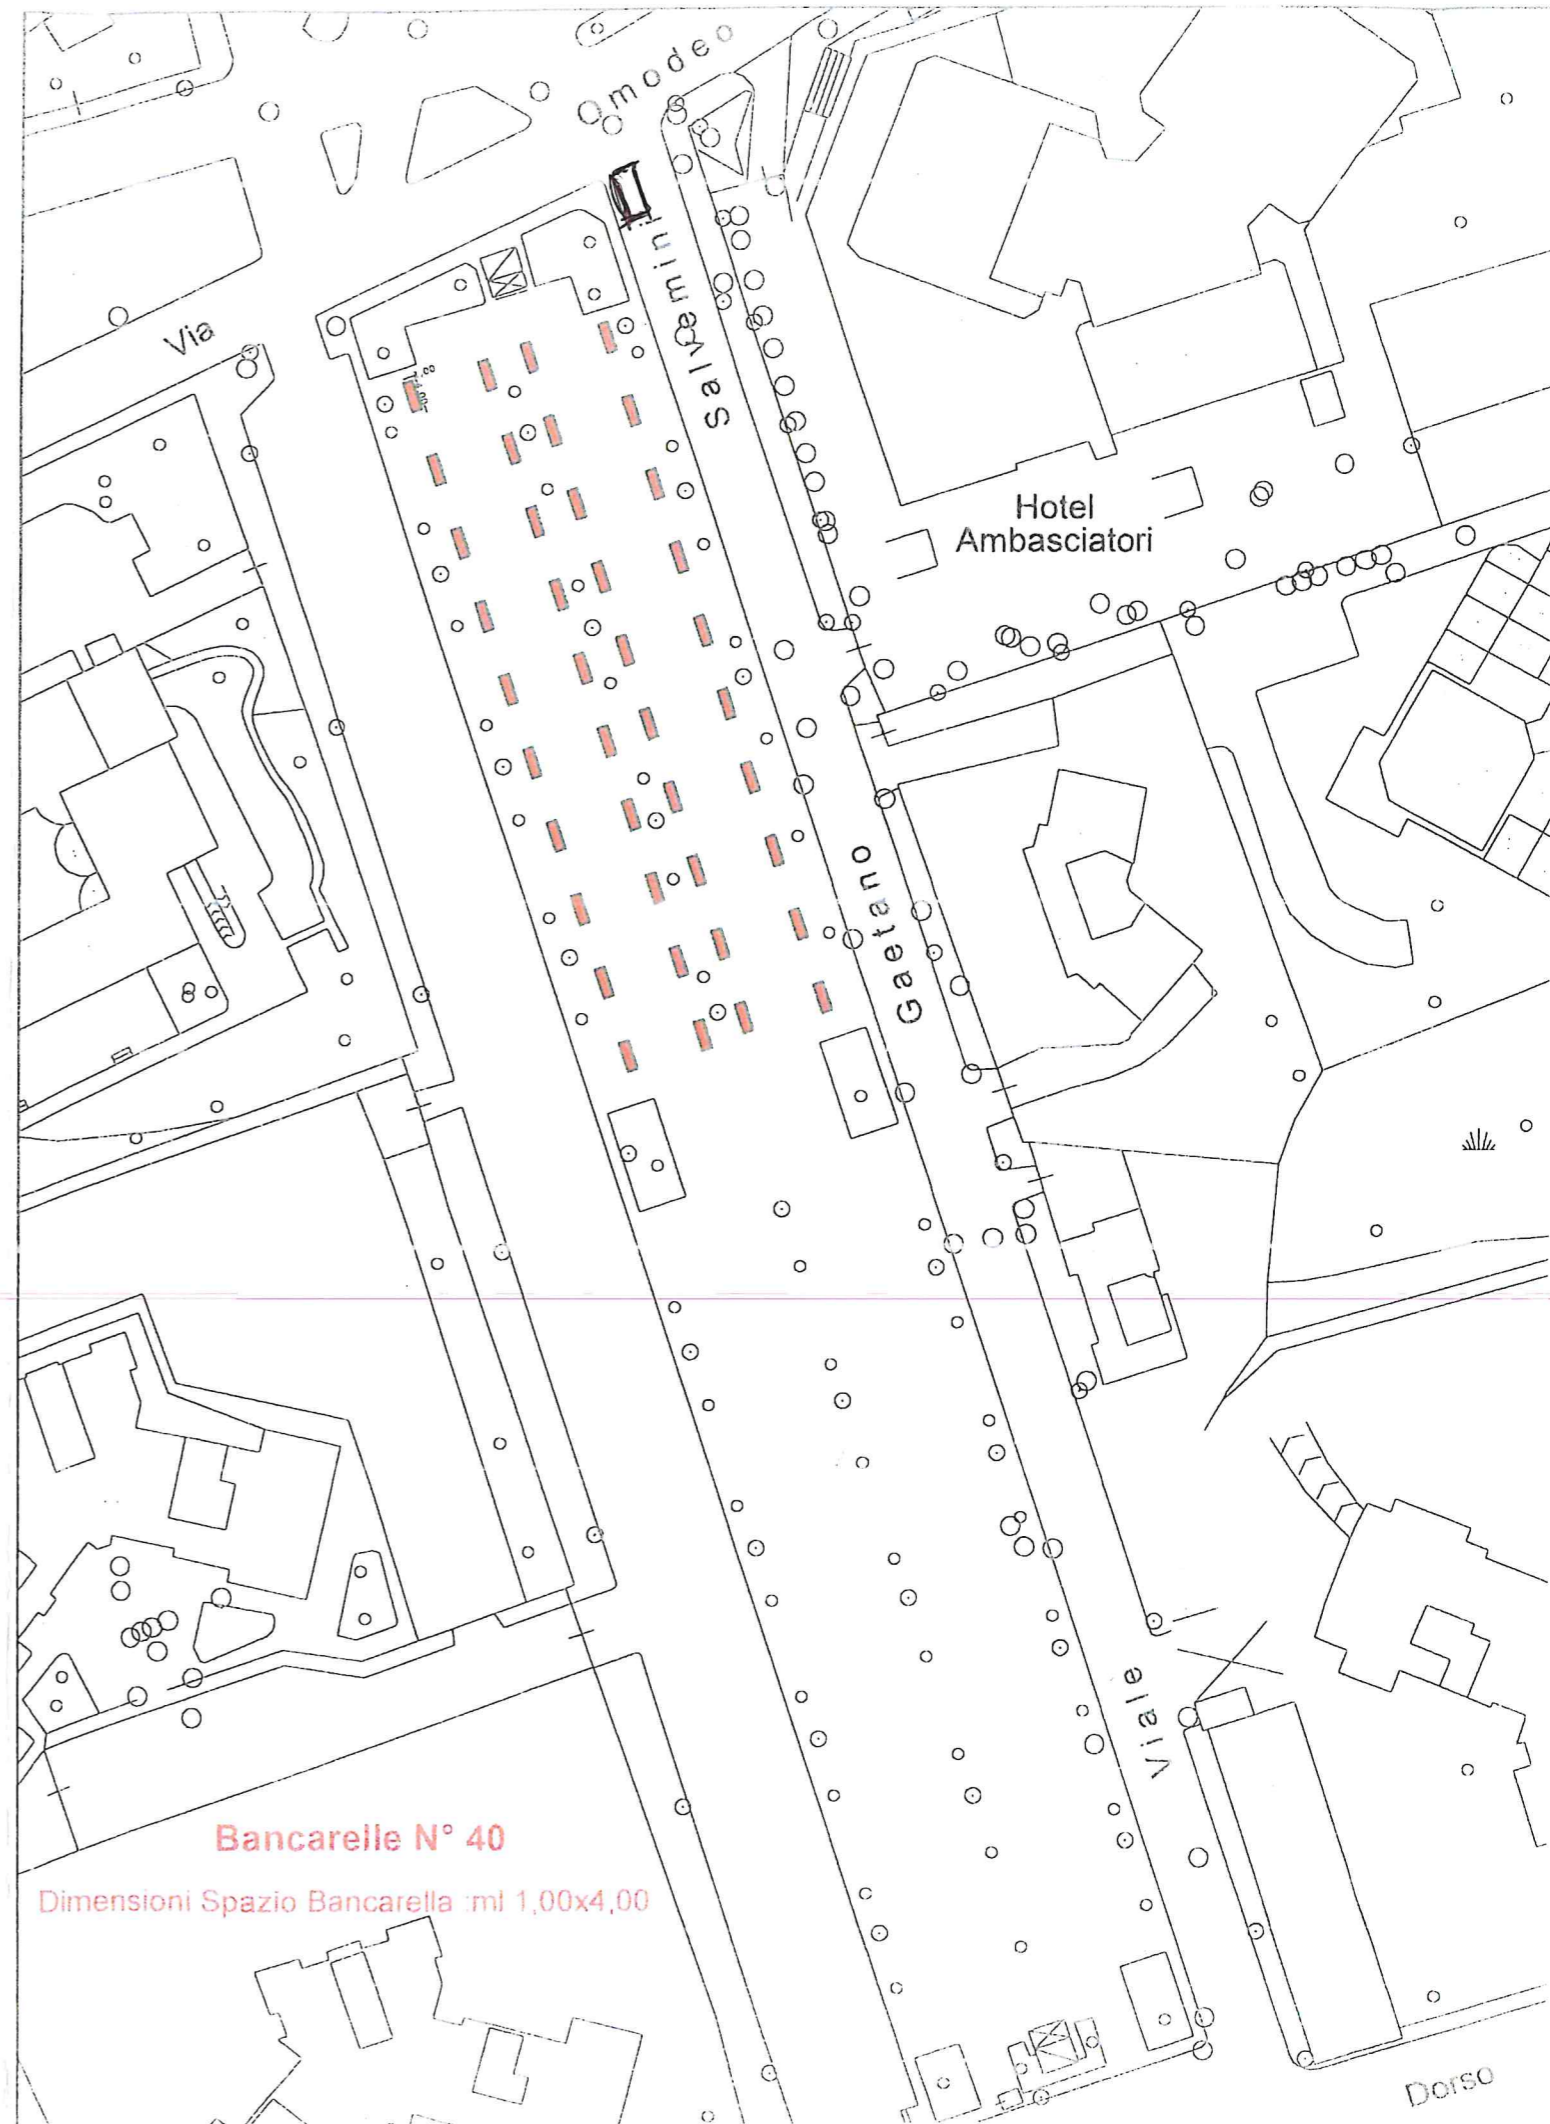 Omodeo
Via
Salvemini
Hotel
Ambasciatori
Gaetano
Viale
Bancarelle N° 40
Dimensioni Spazio Bancarella :ml 1,00x4,00
Dorso